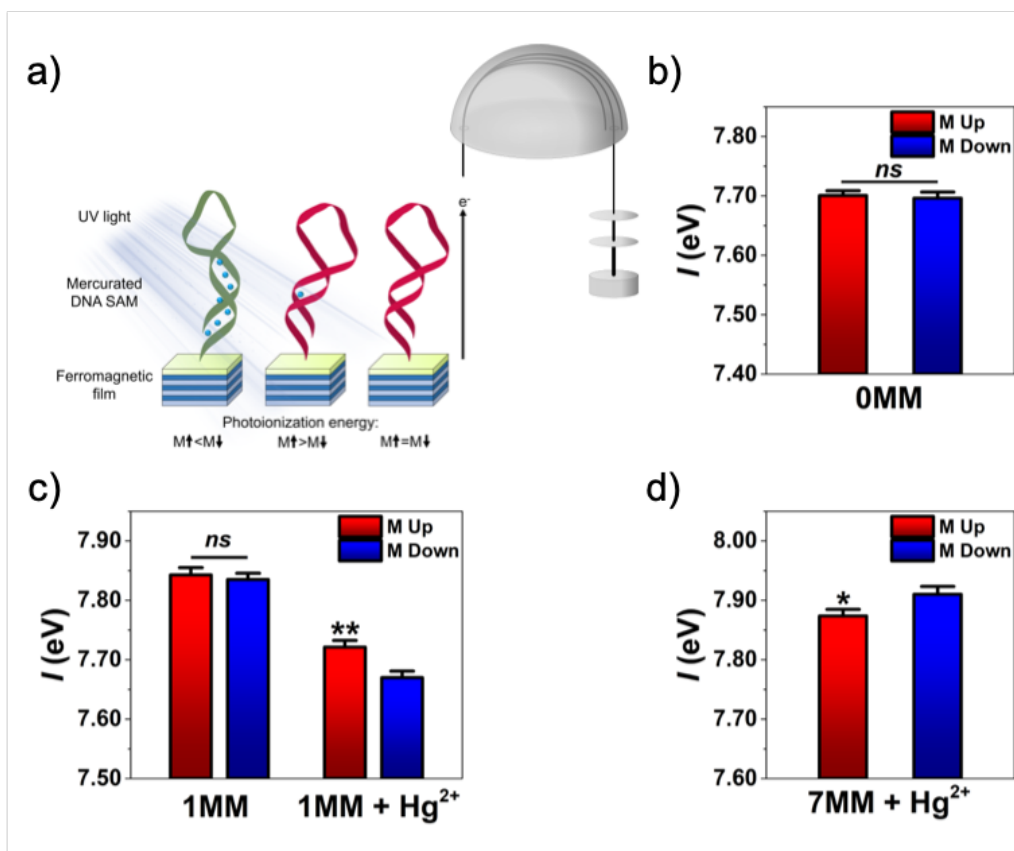 a)
UV light
Mercurated
DNA SAM
Ferromagnetic
film
e-
Photoionization energy:
M⬆<M⬇ M⬆>M⬇ M⬆=M⬇
b)
M Up
M Down
ns
I (eV)
7.80
7.70
7.60
7.50
7.40
0MM
c)
M Up
M Down
ns
**
I (eV)
7.90
7.80
7.70
7.60
7.50
1MM 1MM + Hg²⁺
d)
M Up
M Down
*
I (eV)
8.00
7.90
7.80
7.70
7.60
7MM + Hg²⁺